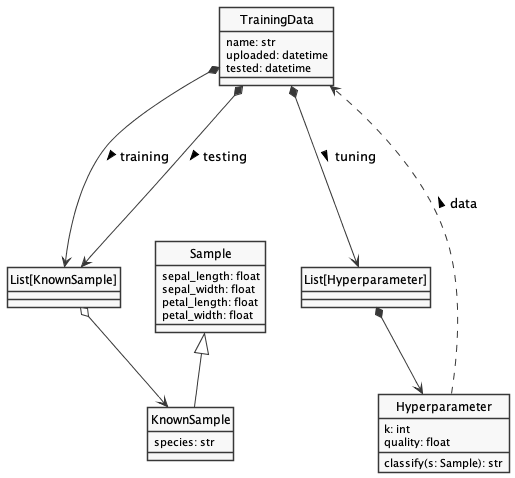 TrainingData
name: str
uploaded: datetime
tested: datetime
training
testing
tuning
data
Sample
sepal_length: float
sepal_width: float
petal_length: float
petal_width: float
List[KnownSample]
List[Hyperparameter]
KnownSample
species: str
Hyperparameter
k: int
quality: float
classify(s: Sample): str